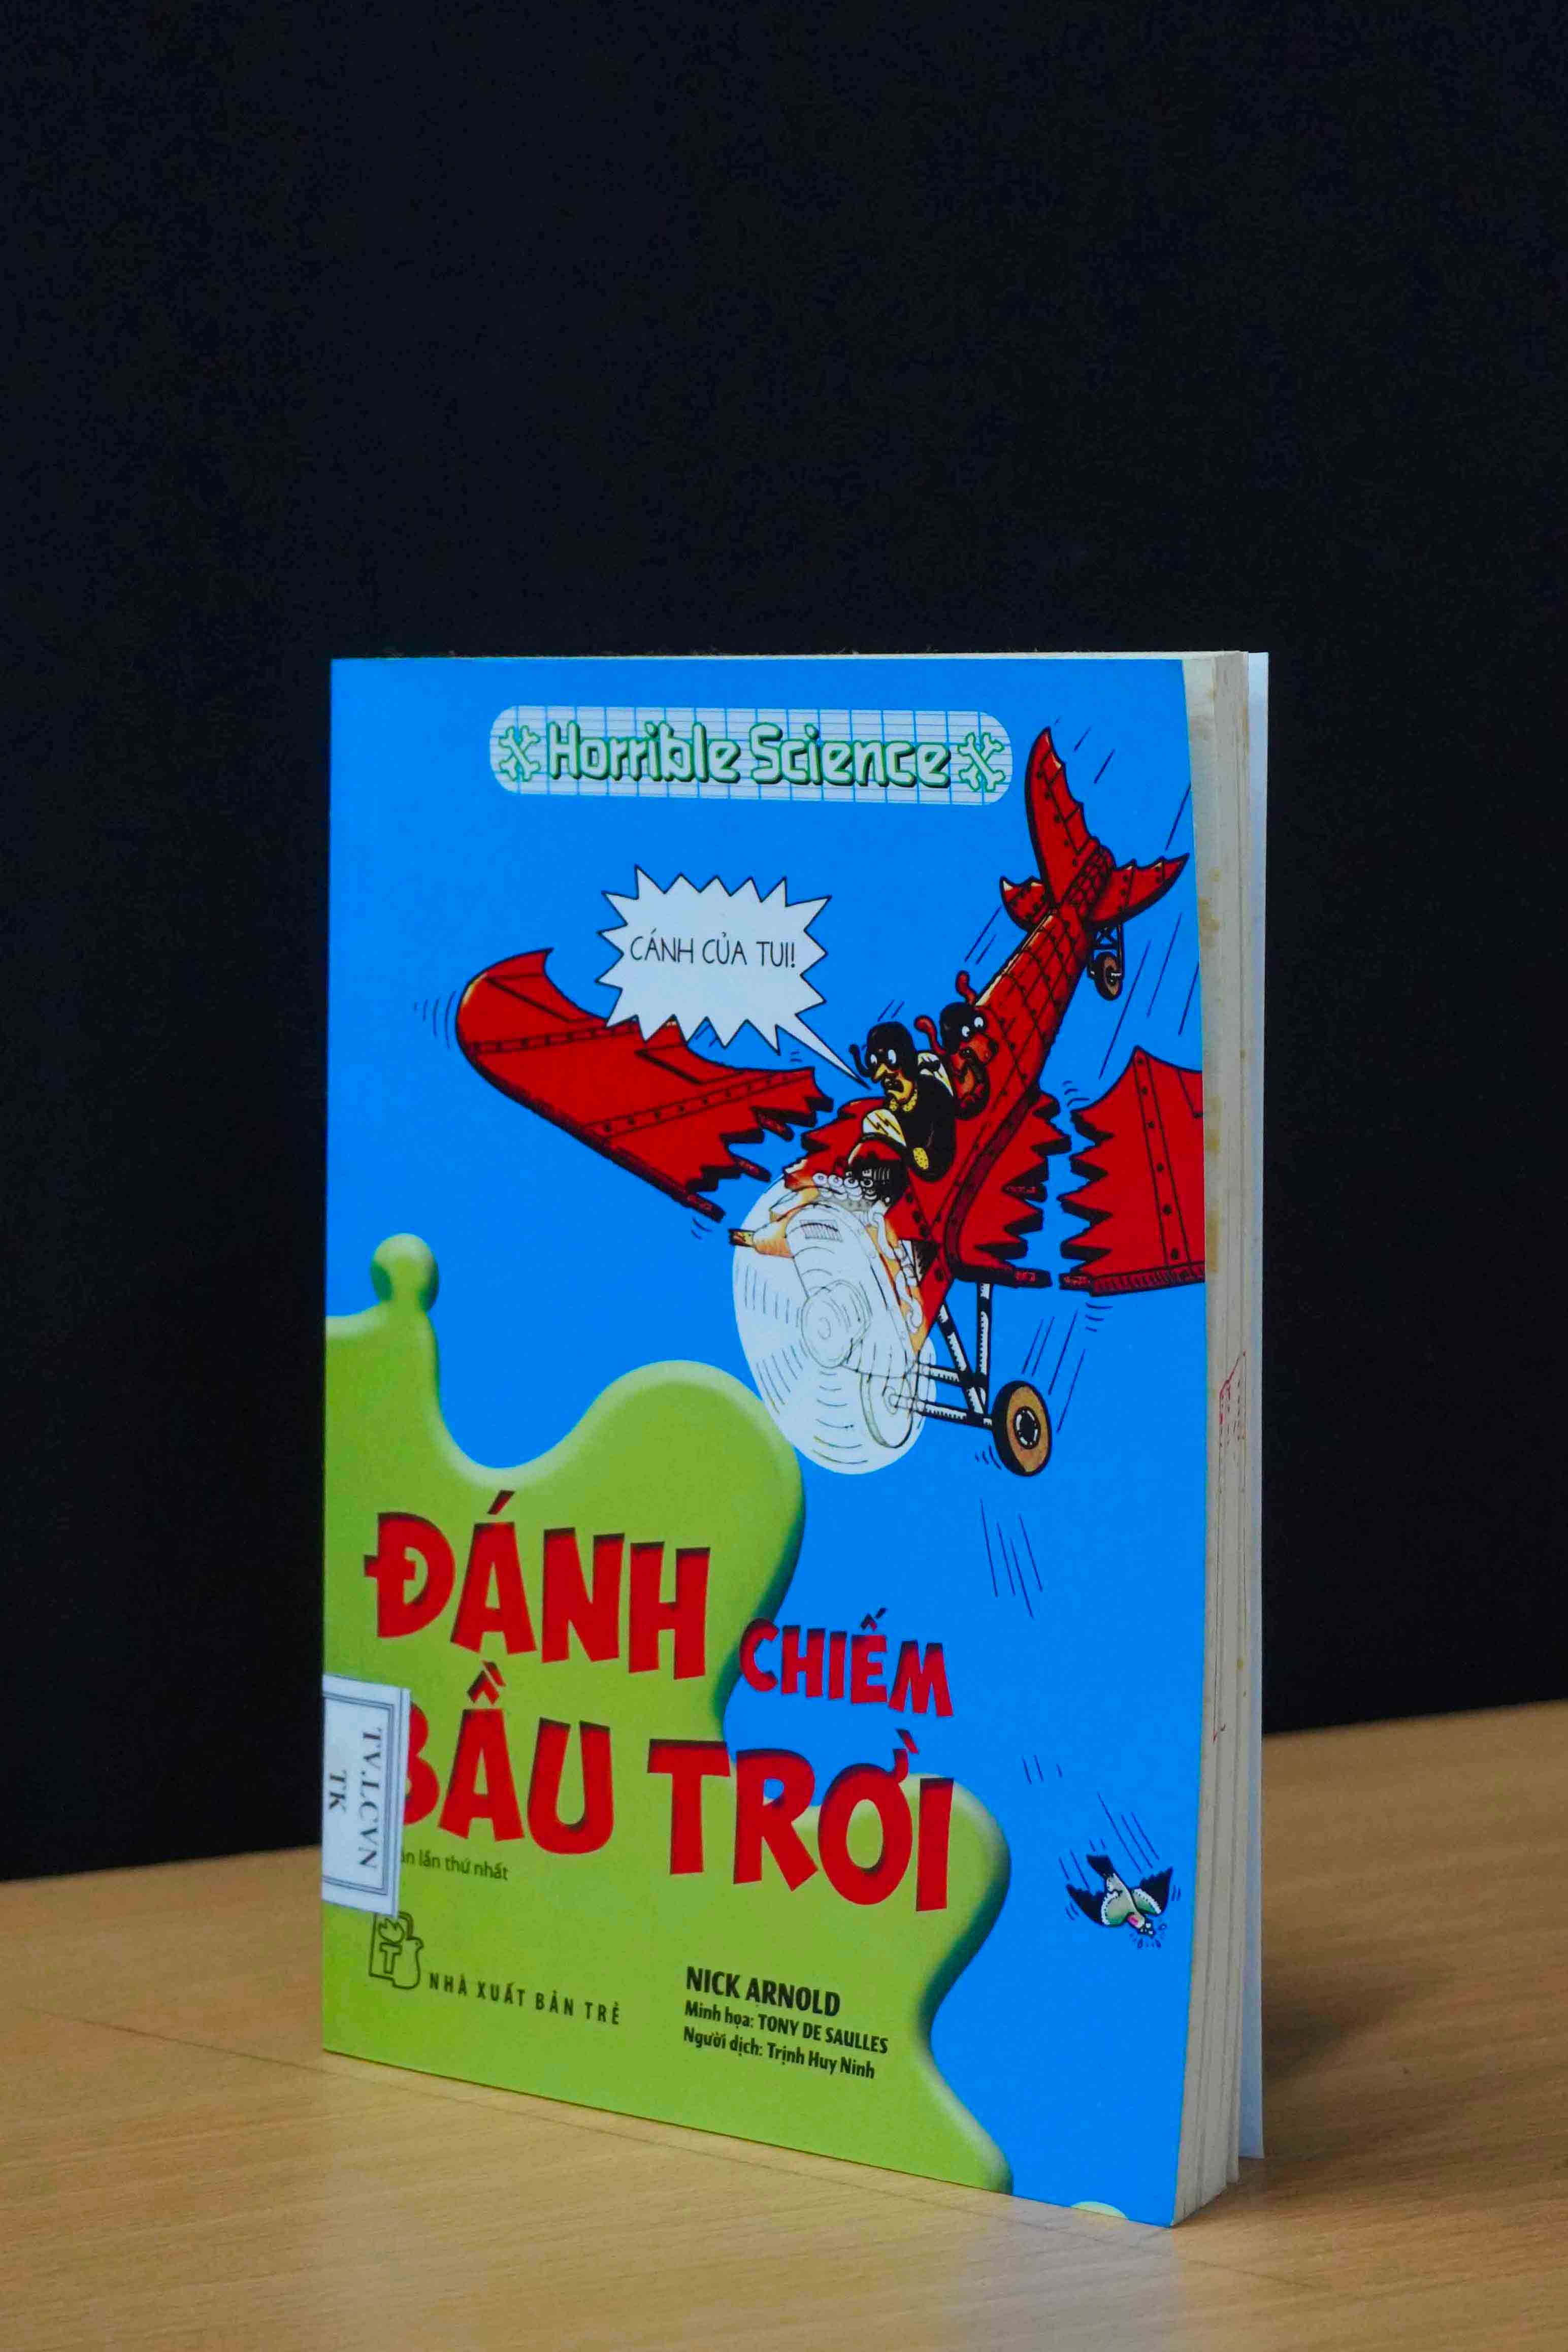 Horrible Science
CÁNH CỦA TUI!
ĐÁNH CHIẾM
BẦU TRỜI
lần thứ nhất
TV.LCVN
TK
NHÀ XUẤT BẢN TRẺ
NICK ARNOLD
Minh họa: TONY DE SAULLES
Người dịch: Trịnh Huy Ninh